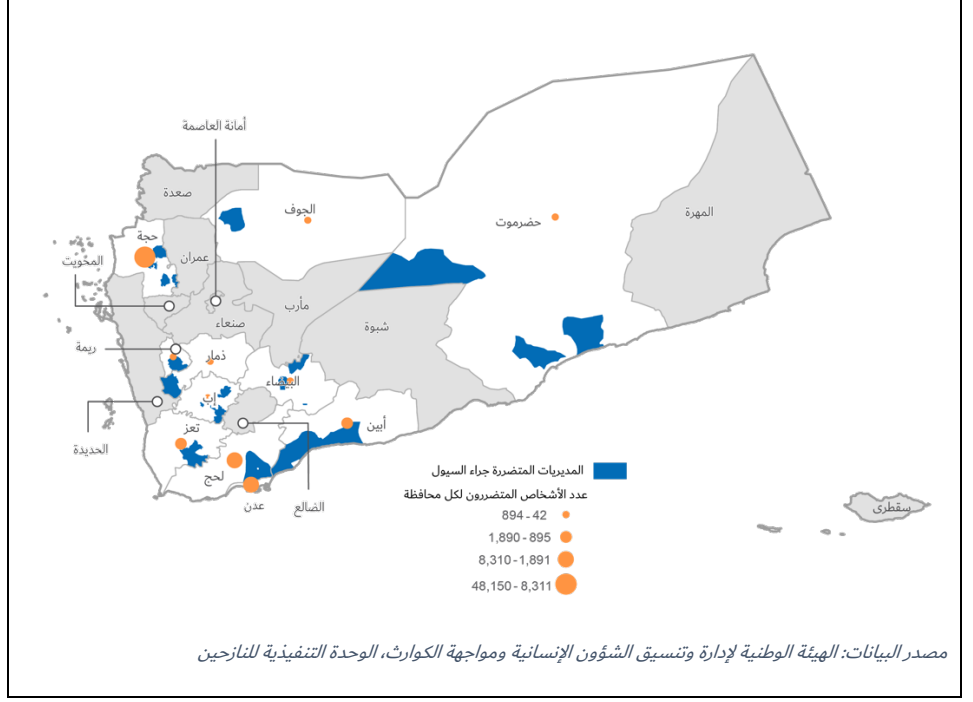 أمانة العاصمة
صعدة
الجوف
حضرموت
المهرة
حجة
عمران
المحويت
مأرب
صنعاء
شبوة
ريمة
ذمار
البيضاء
إب
أبين
تعز
الحديدة
لحج
عدن
الضالع
سقطرى
المديريات المتضررة جراء السيول
عدد الأشخاص المتضررون لكل محافظة
42 - 894
895 - 1,890
1,891 - 8,310
8,311 - 48,150
مصدر البيانات: الهيئة الوطنية لإدارة وتنسيق الشؤون الإنسانية ومواجهة الكوارث، الوحدة التنفيذية للنازحين